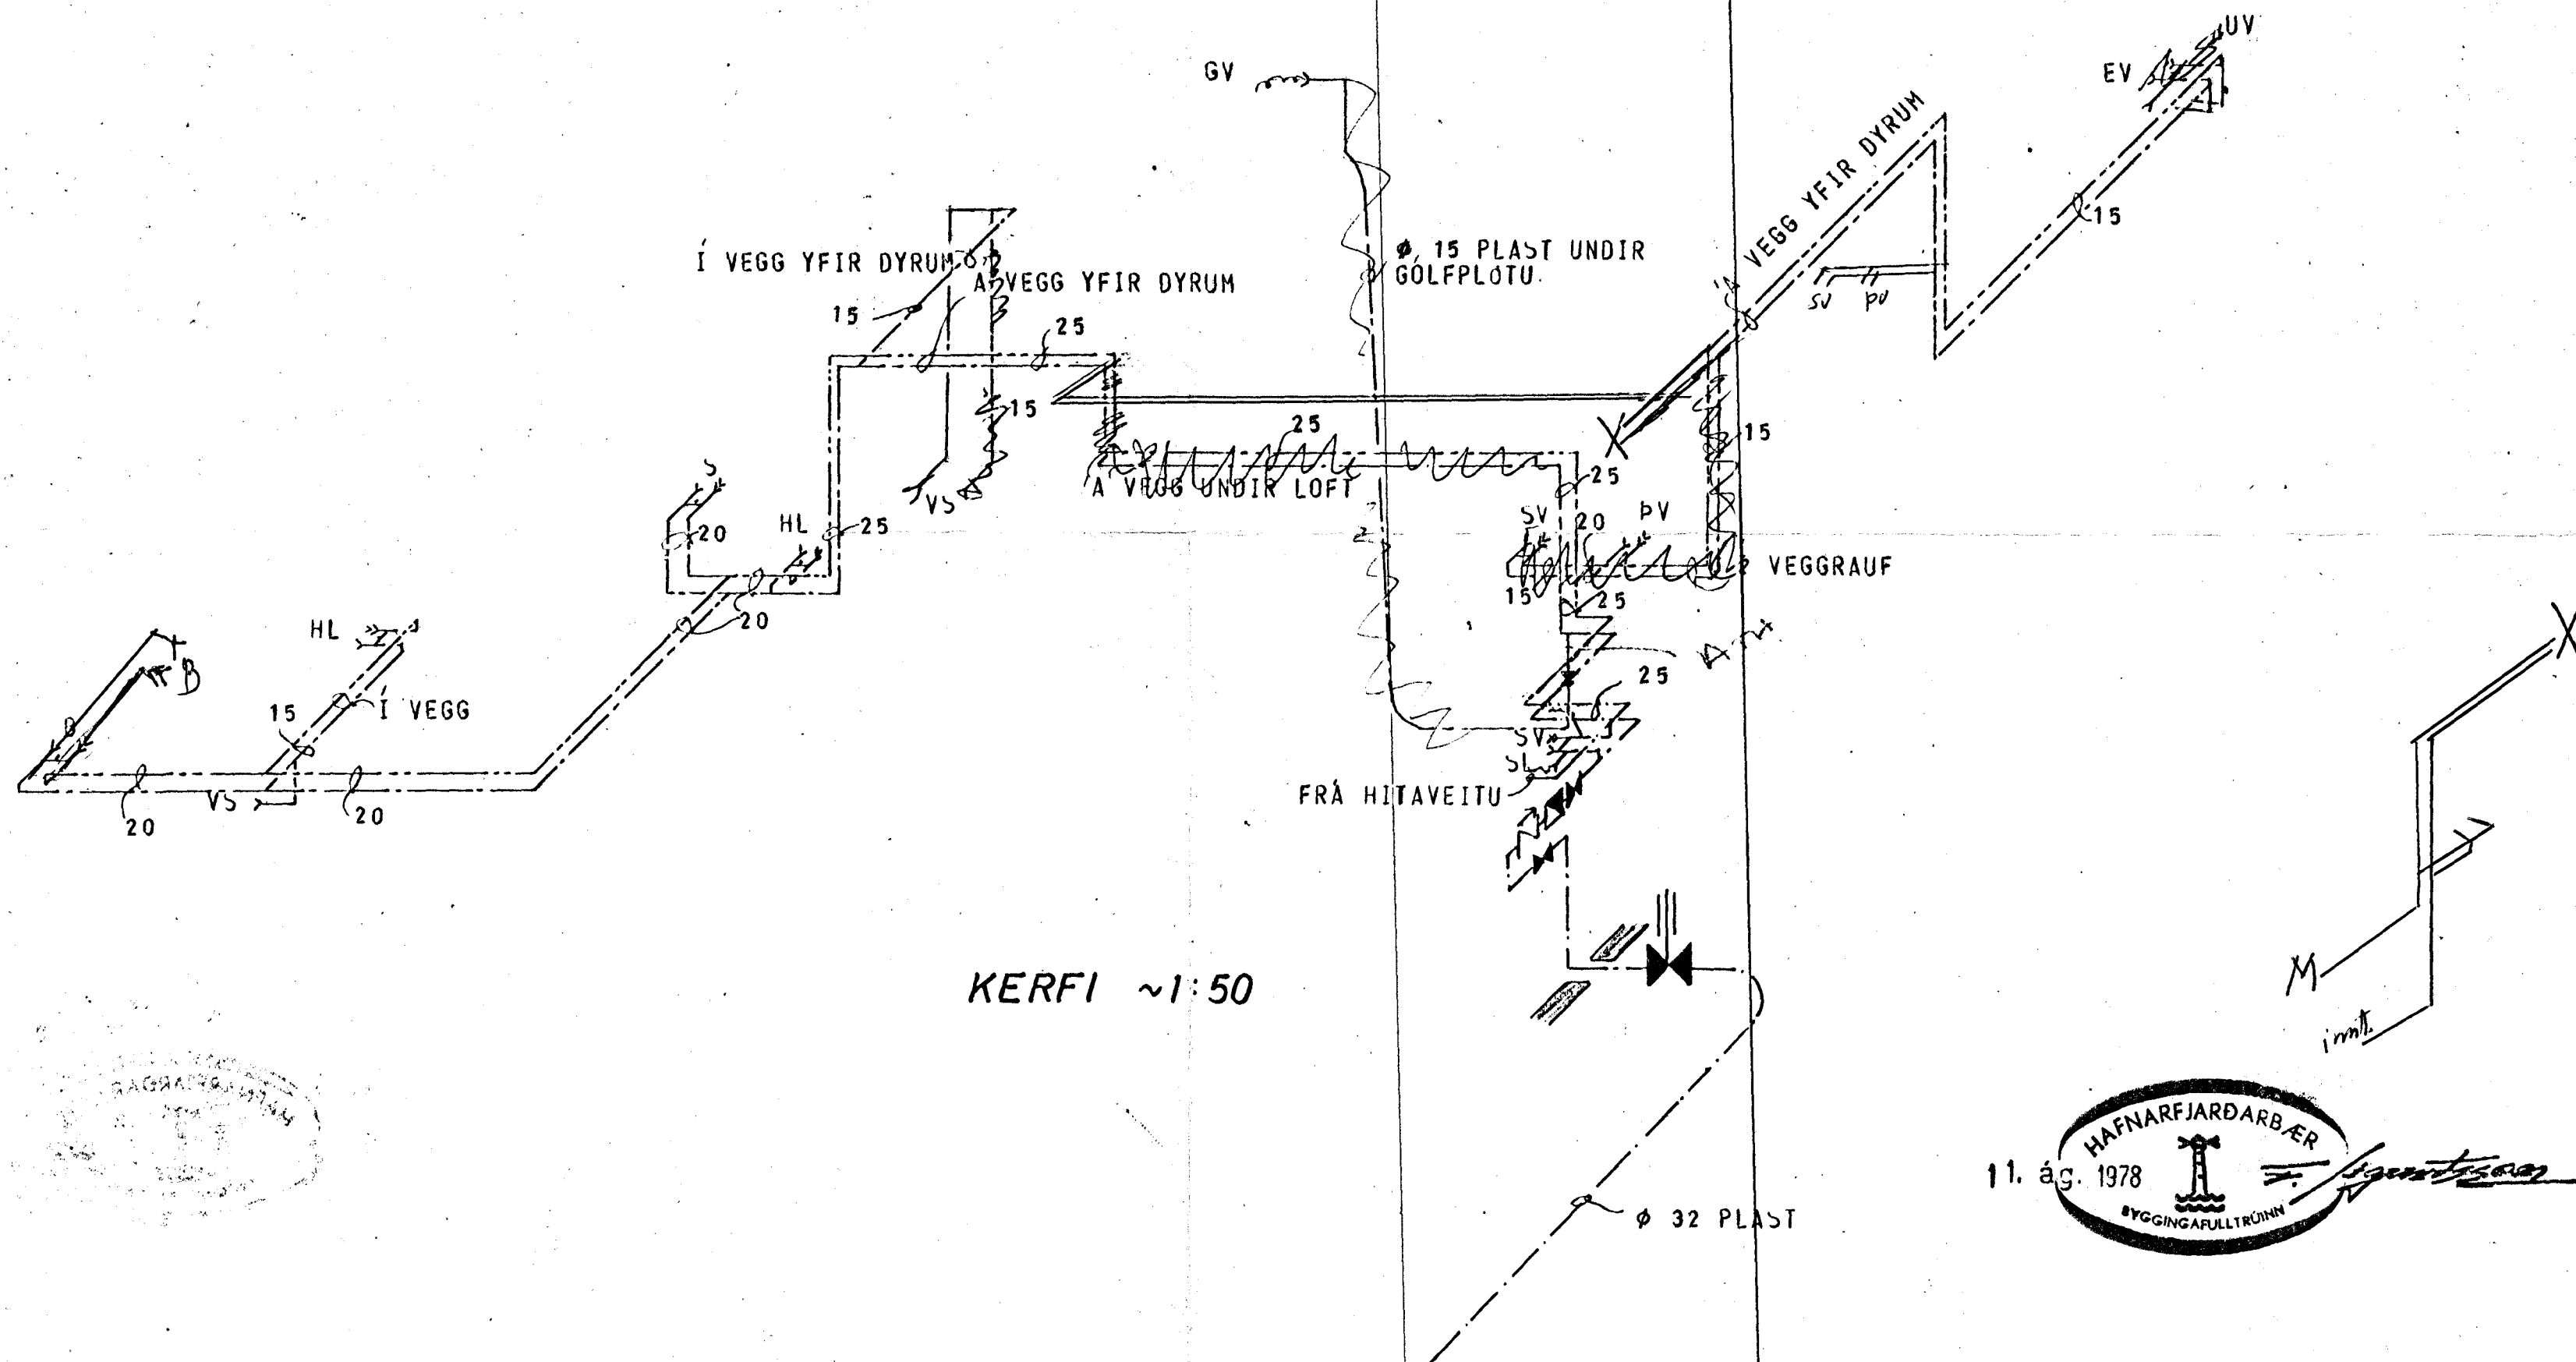 UV
GV
EV
Á VEGG YFIR DYRUM
15
Í VEGG YFIR DYRUM
Á VEGG YFIR DYRUM
Ø 15 PLAST UNDIR
GÓLFPLÖTU.
SV ÞV
15
25
15
25
15
Á VEGG UNDIR LOFT
25
S
VS
20
HL
25
SV
20
ÞV
Í VEGGRAUF
15
25
20
HL
B
Í VEGG
15
25
SV
SL
FRÁ HITAVEITU
VS
20
20
X
X
M
KERFI ~1:50
HAFNARFJARÐARBÆR
11. ág. 1978
BYGGINGAFULLTRÚINN
Ø 32 PLAST